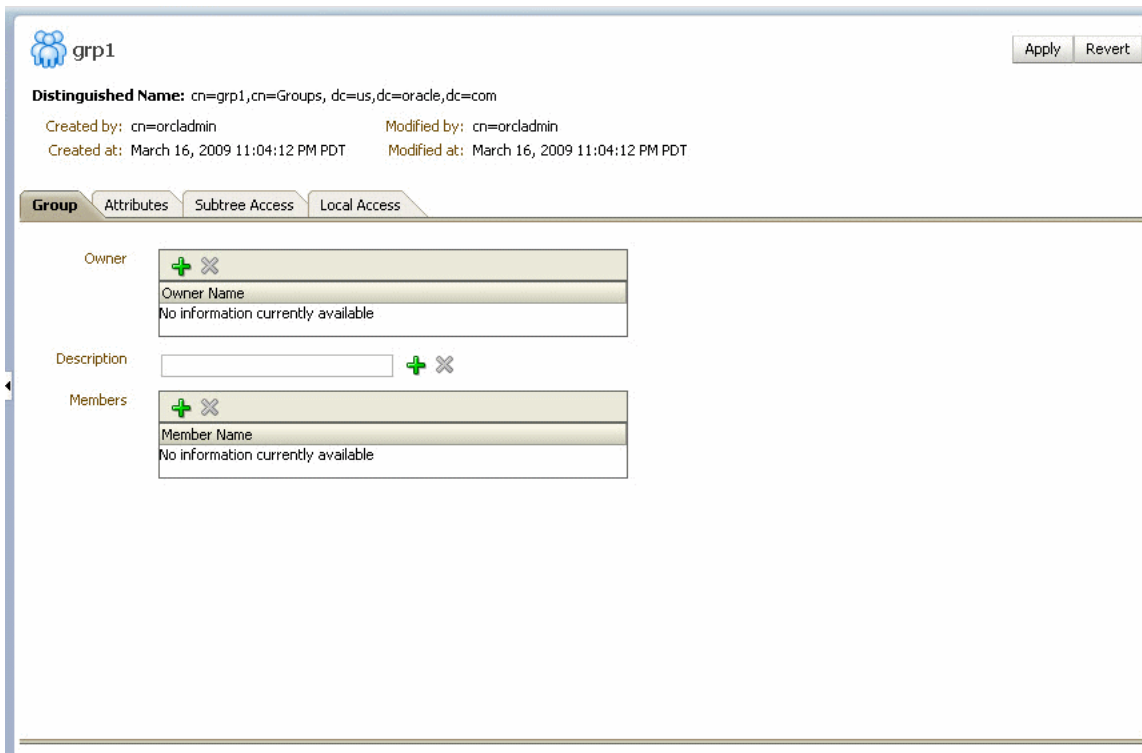 grp1
Apply Revert
Distinguished Name: cn=grp1,cn=Groups, dc=us,dc=oracle,dc=com
Created by: cn=orcladmin Modified by: cn=orcladmin
Created at: March 16, 2009 11:04:12 PM PDT Modified at: March 16, 2009 11:04:12 PM PDT
Group Attributes Subtree Access Local Access
Owner
Owner Name
No information currently available
Description
Members
Member Name
No information currently available